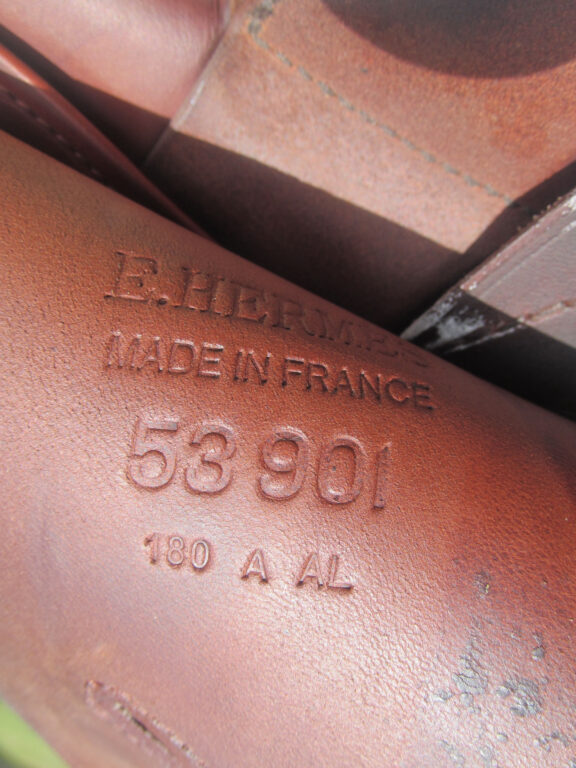 E.HERMES
MADE IN FRANCE
53 901
180 A AL